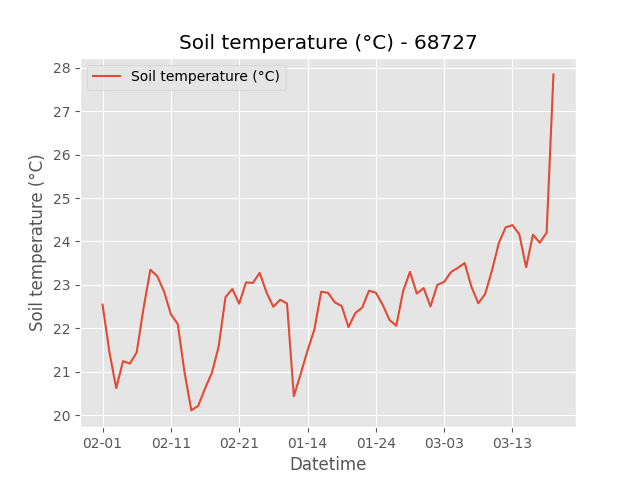 Soil temperature (°C) - 68727
Soil temperature (°C)
28
27
26
25
24
23
22
21
20
Soil temperature (°C)
02-01 02-11 02-21 01-14 01-24 03-03 03-13
Datetime